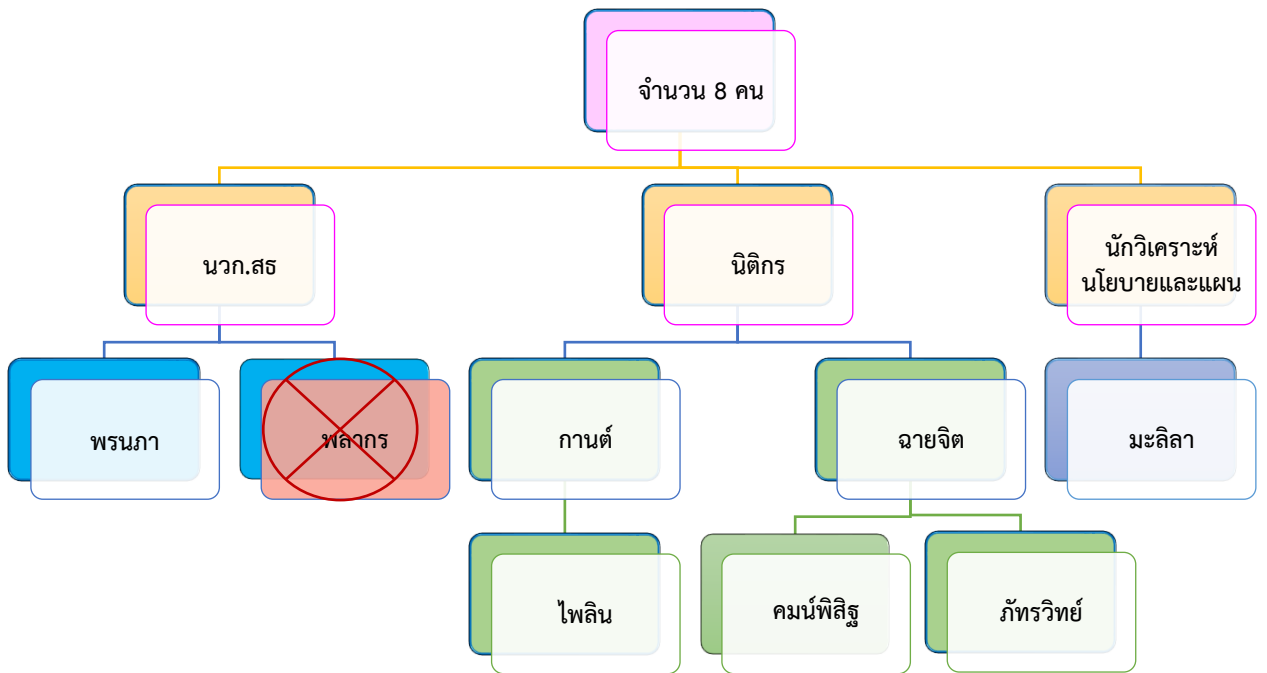 จำนวน 8 คน
นวก.สธ
นิติกร
นักวิเคราะห์
นโยบายและแผน
พรนภา
พลากร
กานต์
ฉายจิต
มะลิลา
ไพลิน
คมน์พิสิฐ
ภัทรวิทย์